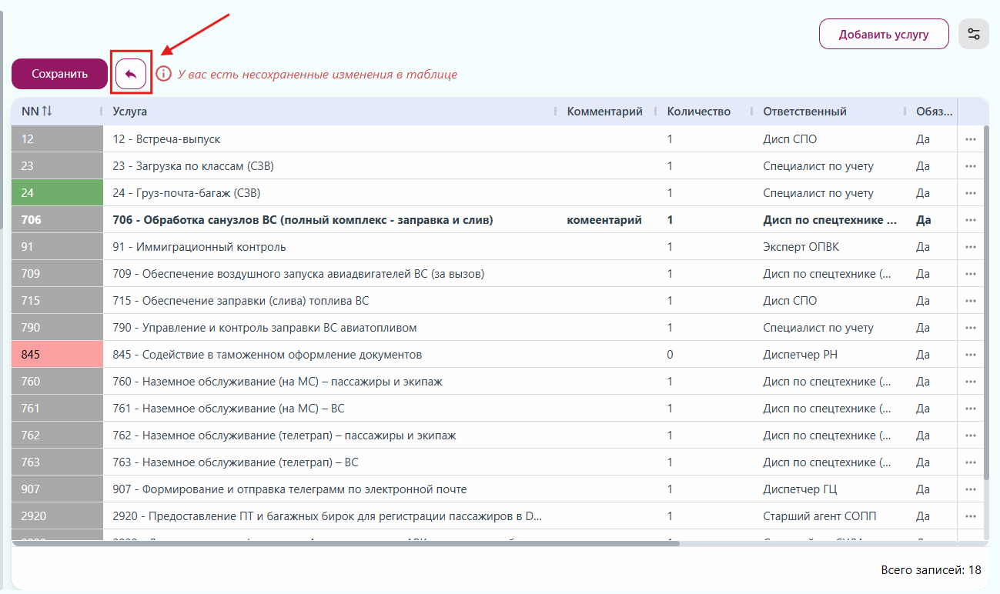 Добавить услугу
Сохранить
У вас есть несохраненные изменения в таблице
NN Услуга Комментарий Количество Ответственный Обяз...
12 12 - Встреча-выпуск 1 Дисп СПО Да
23 23 - Загрузка по классам (СЗВ) 1 Специалист по учету Да
24 24 - Груз-почта-багаж (СЗВ) 1 Специалист по учету Да
706 706 - Обработка санузлов ВС (полный комплекс - заправка и слив) комеентарий 1 Дисп по спецтехнике ... Да
91 91 - Иммиграционный контроль 1 Эксперт ОПВК Да
709 709 - Обеспечение воздушного запуска авиадвигателей ВС (за вызов) 1 Дисп по спецтехнике (... Да
715 715 - Обеспечение заправки (слива) топлива ВС 1 Дисп СПО Да
790 790 - Управление и контроль заправки ВС авиатопливом 1 Специалист по учету Да
845 845 - Содействие в таможенном оформление документов 0 Диспетчер РН Да
760 760 - Наземное обслуживание (на МС) – пассажиры и экипаж 1 Дисп по спецтехнике (... Да
761 761 - Наземное обслуживание (на МС) – ВС 1 Дисп по спецтехнике (... Да
762 762 - Наземное обслуживание (телетрап) – пассажиры и экипаж 1 Дисп по спецтехнике (... Да
763 763 - Наземное обслуживание (телетрап) – ВС 1 Дисп по спецтехнике (... Да
907 907 - Формирование и отправка телеграмм по электронной почте 1 Диспетчер ГЦ Да
2920 2920 - Предоставление ПТ и багажных бирок для регистрации пассажиров в D... 1 Старший агент СОПП Да
Всего записей: 18